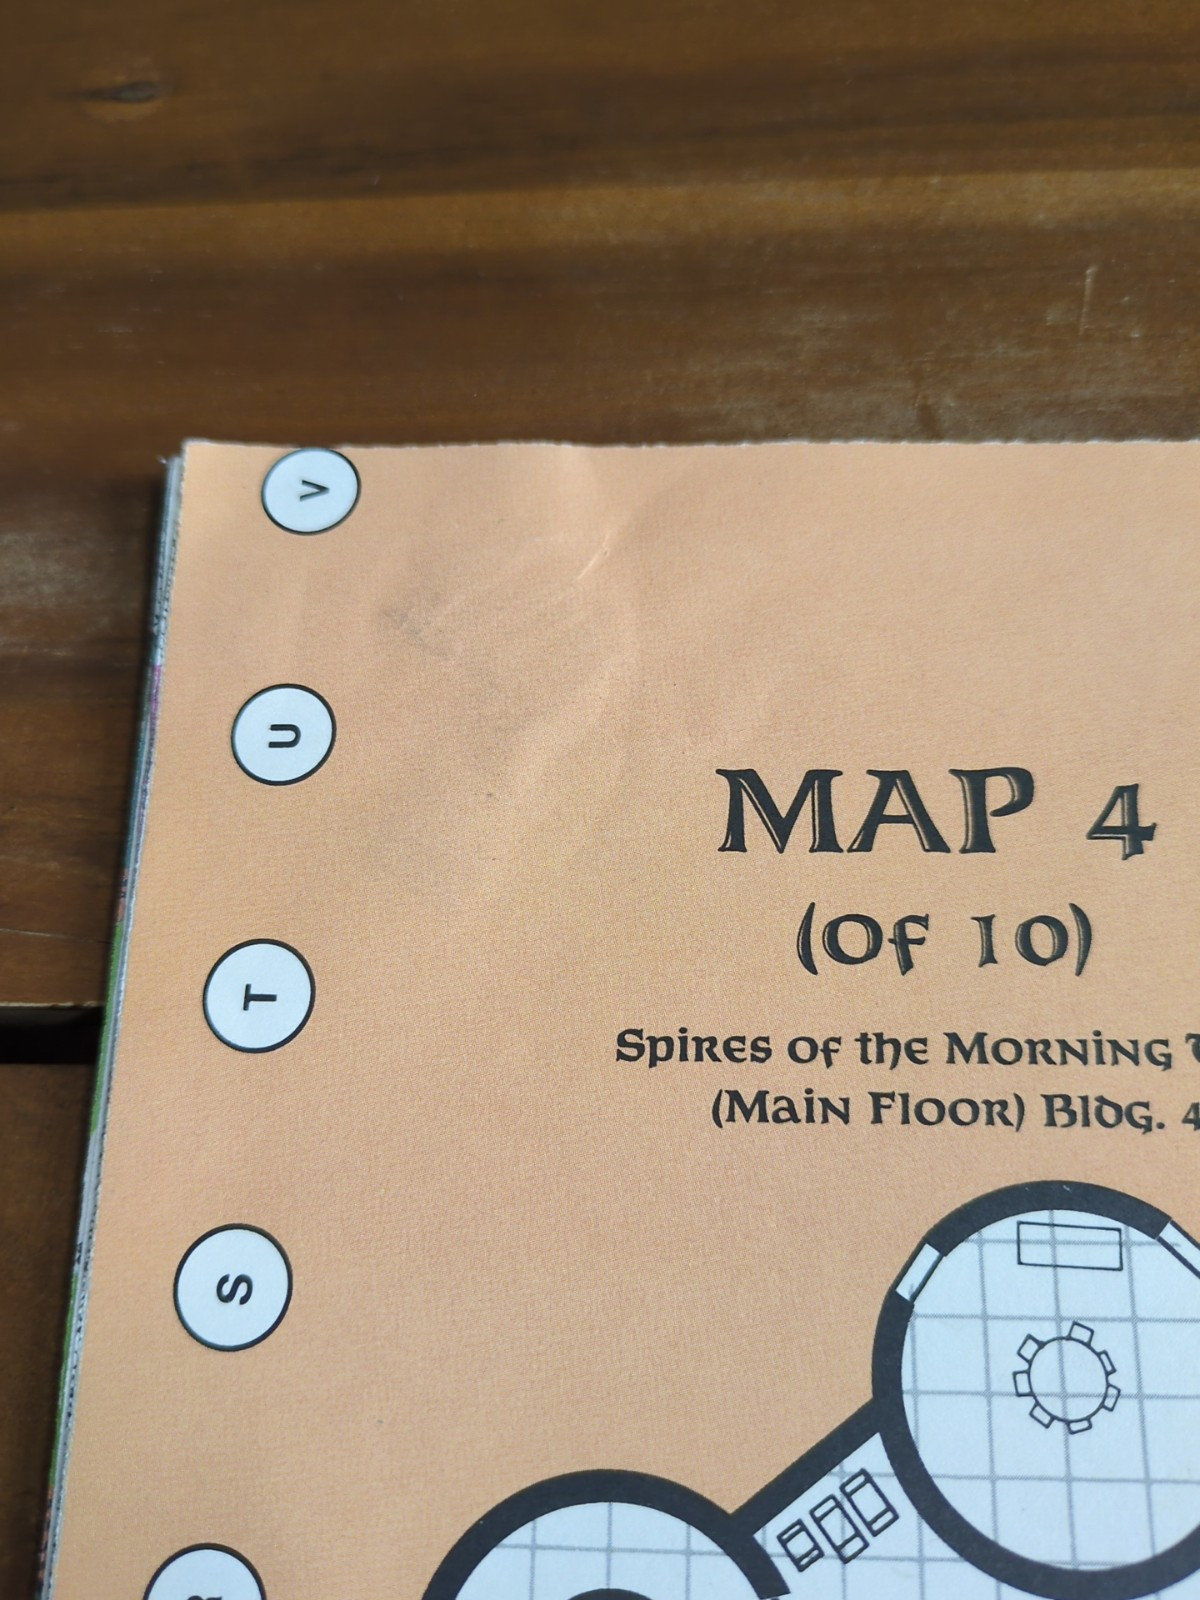 V
U
MAP 4
(Of 10)
T
Spires of the Morning
(Main Floor) Bldg. 4
S